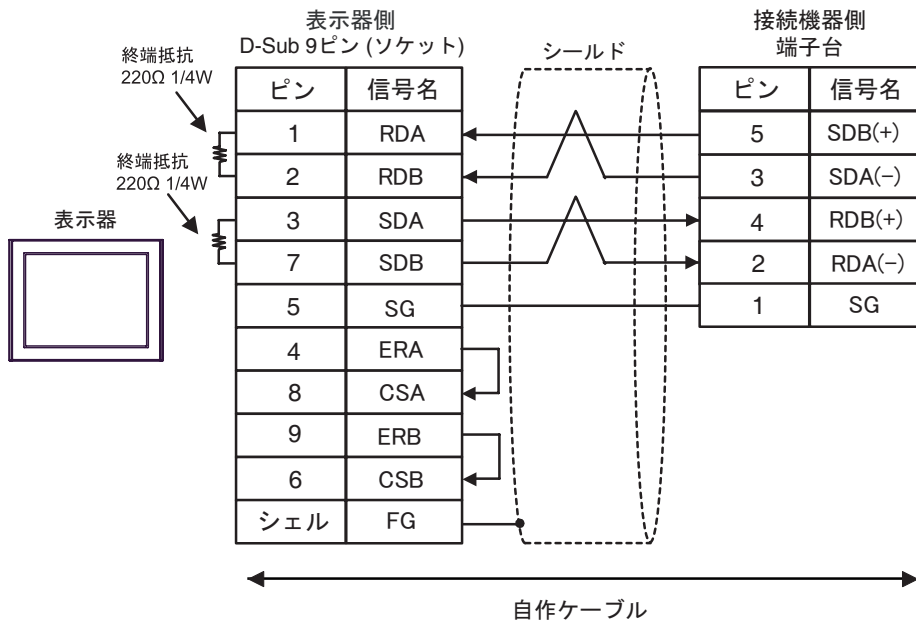 表示器側
D-Sub 9ピン (ソケット)
接続機器側
端子台
シールド
終端抵抗
220Ω 1/4W
終端抵抗
220Ω 1/4W
表示器
ピン 信号名
1 RDA
2 RDB
3 SDA
7 SDB
5 SG
4 ERA
8 CSA
9 ERB
6 CSB
シェル FG
ピン 信号名
5 SDB(+)
3 SDA(−)
4 RDB(+)
2 RDA(−)
1 SG
自作ケーブル